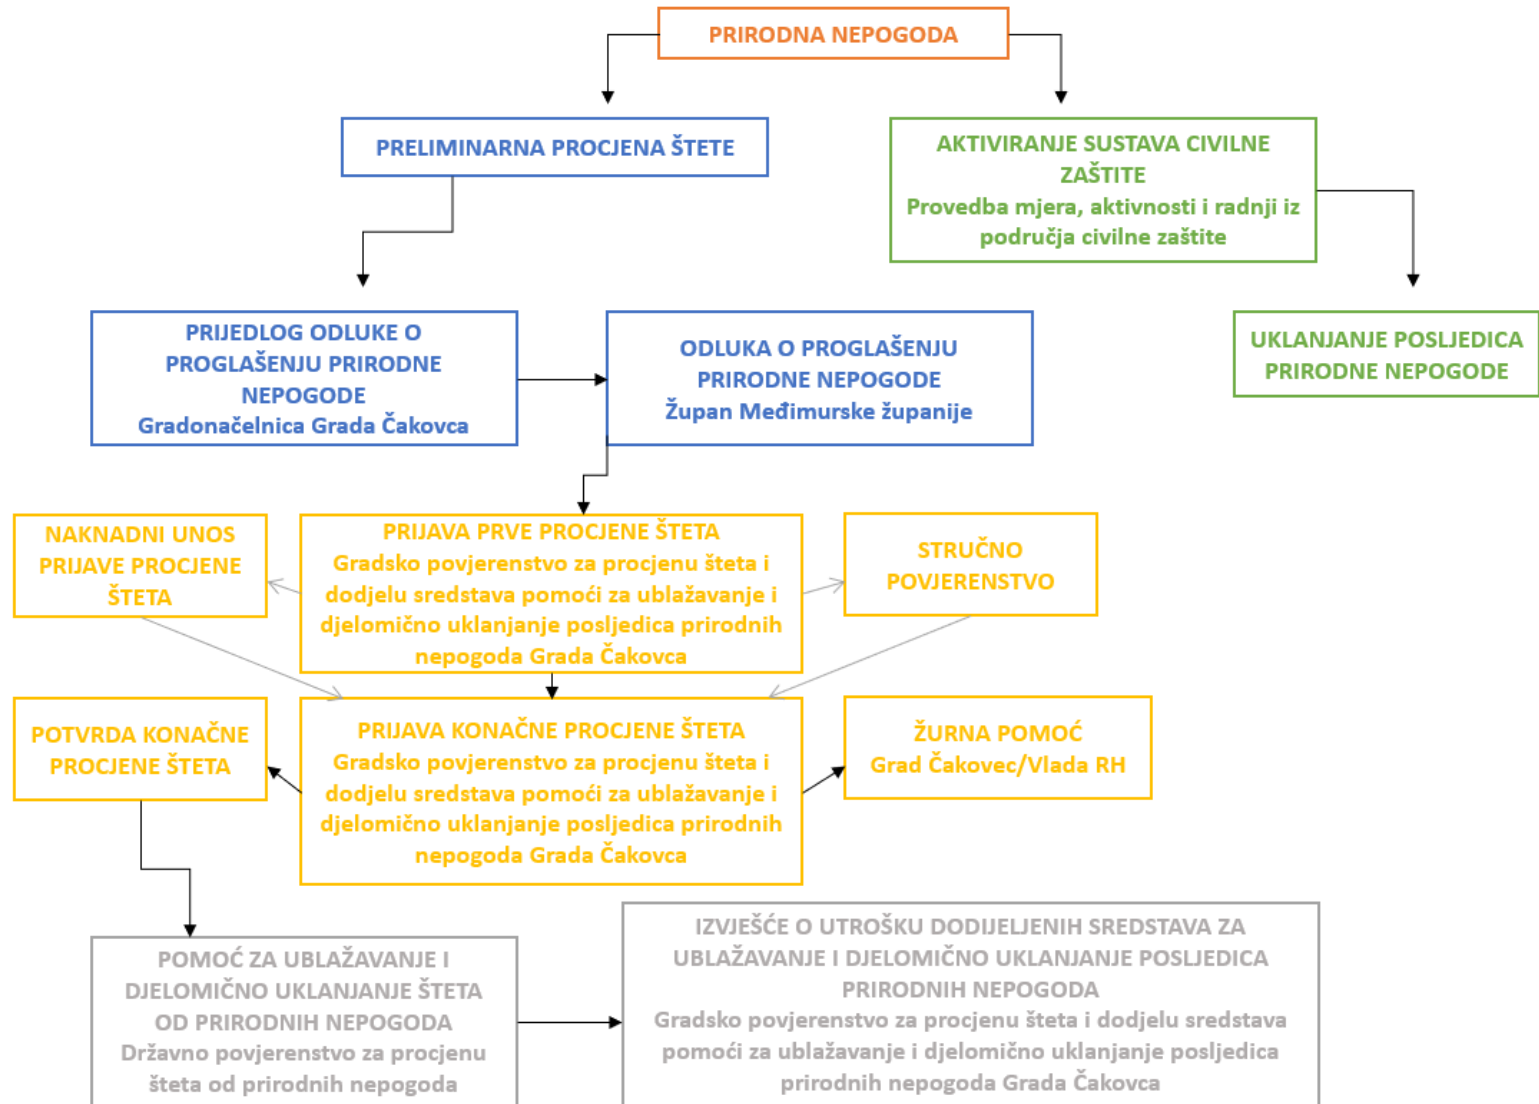 PRIRODNA NEPOGODA
PRELIMINARNA PROCJENA ŠTETE
AKTIVIRANJE SUSTAVA CIVILNE
ZAŠTITE
Provedba mjera, aktivnosti i radnji iz
područja civilne zaštite
PRIJEDLOG ODLUKE O
PROGLAŠENJU PRIRODNE
NEPOGODE
Gradonačelnica Grada Čakovca
ODLUKA O PROGLAŠENJU
PRIRODNE NEPOGODE
Župan Međimurske županije
UKLANJANJE POSLJEDICA
PRIRODNE NEPOGODE
NAKNADNI UNOS
PRIJAVE PROCJENE
ŠTETA
PRIJAVA PRVE PROCJENE ŠTETA
Gradsko povjerenstvo za procjenu šteta i
dodjelu sredstava pomoći za ublažavanje i
djelomično uklanjanje posljedica prirodnih
nepogoda Grada Čakovca
STRUČNO
POVJERENSTVO
POTVRDA KONAČNE
PROCJENE ŠTETA
PRIJAVA KONAČNE PROCJENE ŠTETA
Gradsko povjerenstvo za procjenu šteta i
dodjelu sredstava pomoći za ublažavanje i
djelomično uklanjanje posljedica prirodnih
nepogoda Grada Čakovca
ŽURNA POMOĆ
Grad Čakovec/Vlada RH
POMOĆ ZA UBLAŽAVANJE I
DJELOMIČNO UKLANJANJE ŠTETA
OD PRIRODNIH NEPOGODA
Državno povjerenstvo za procjenu
šteta od prirodnih nepogoda
IZVJEŠĆE O UTROŠKU DODIJELJENIH SREDSTAVA ZA
UBLAŽAVANJE I DJELOMIČNO UKLANJANJE POSLJEDICA
PRIRODNIH NEPOGODA
Gradsko povjerenstvo za procjenu šteta i dodjelu sredstava
pomoći za ublažavanje i djelomično uklanjanje posljedica
prirodnih nepogoda Grada Čakovca